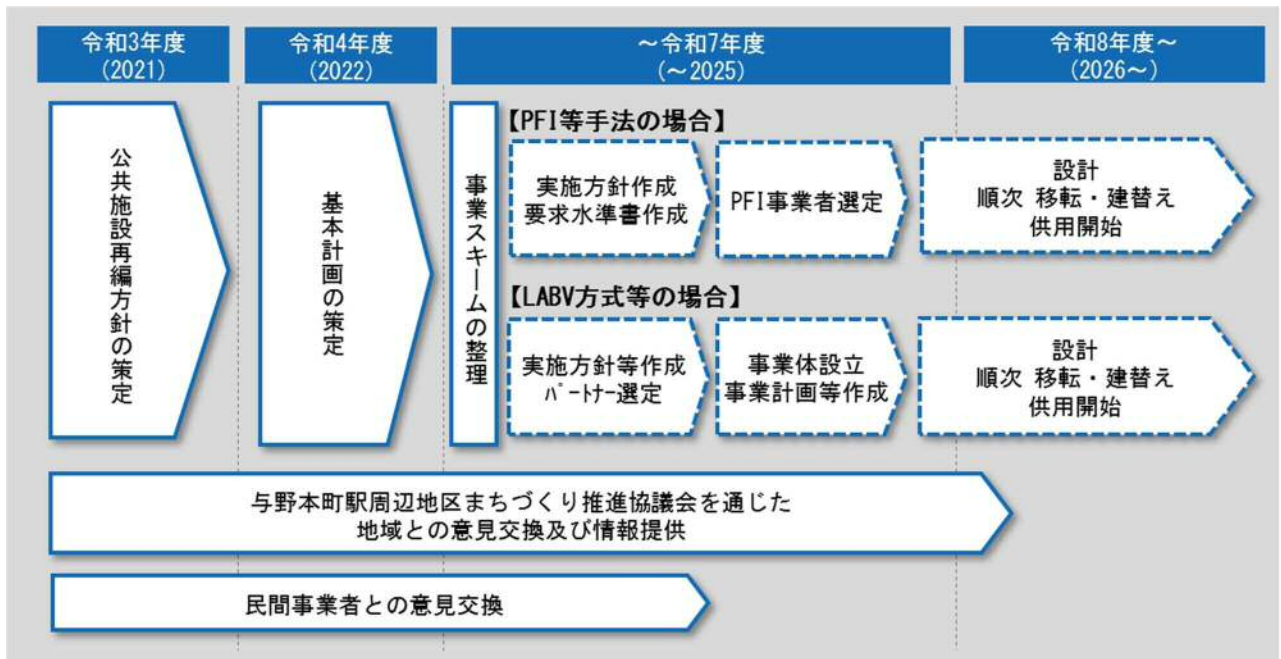 令和3年度
(2021)
令和4年度
(2022)
～令和7年度
(～2025)
令和8年度～
(2026～)
公共施設再編方針の策定
基本計画の策定
事業スキームの整理
【PFI等手法の場合】
実施方針作成
要求水準書作成
PFI事業者選定
設計
順次 移転・建替え
供用開始
【LABV方式等の場合】
実施方針等作成
ﾊﾟｰﾄﾅｰ選定
事業体設立
事業計画等作成
設計
順次 移転・建替え
供用開始
与野本町駅周辺地区まちづくり推進協議会を通じた
地域との意見交換及び情報提供
民間事業者との意見交換